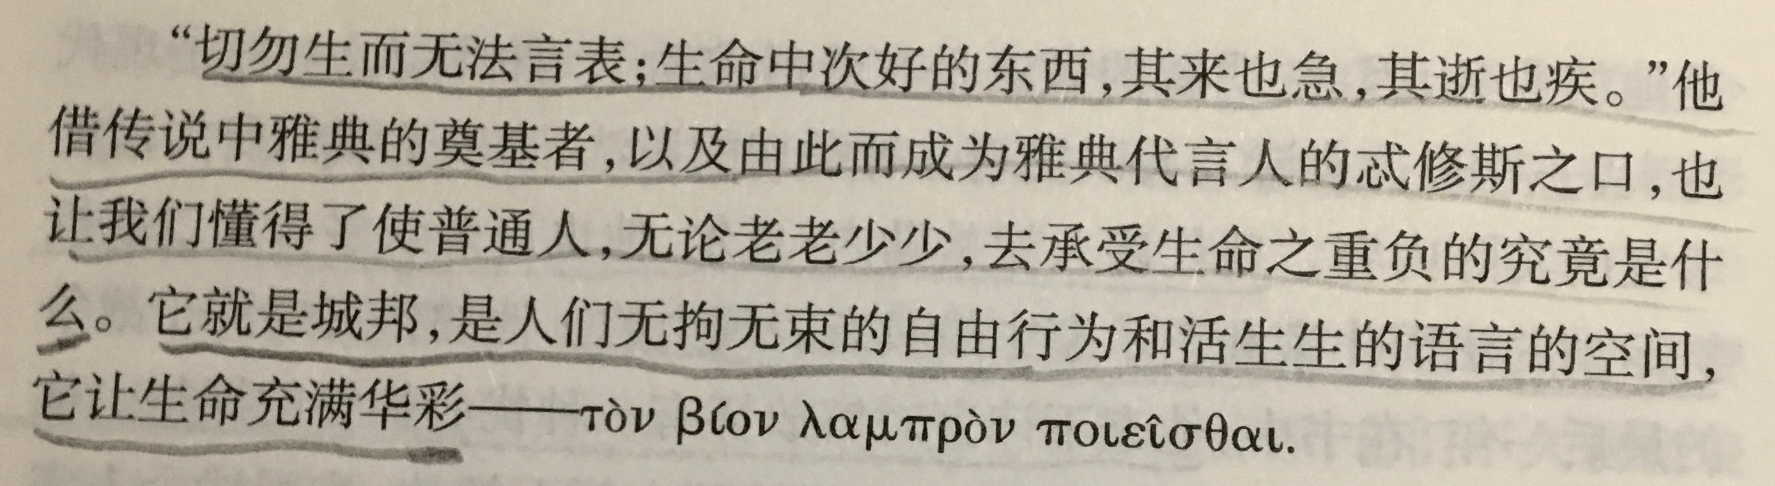 “切勿生而无法言表;生命中次好的东西,其来也急,其逝也疾。”他
借传说中雅典的奠基者,以及由此而成为雅典代言人的忒修斯之口,也
让我们懂得了使普通人,无论老老少少,去承受生命之重负的究竟是什
么。它就是城邦,是人们无拘无束的自由行为和活生生的语言的空间,
它让生命充满华彩——τὸν βίον λαμπρὸν ποιεῖσθαι.